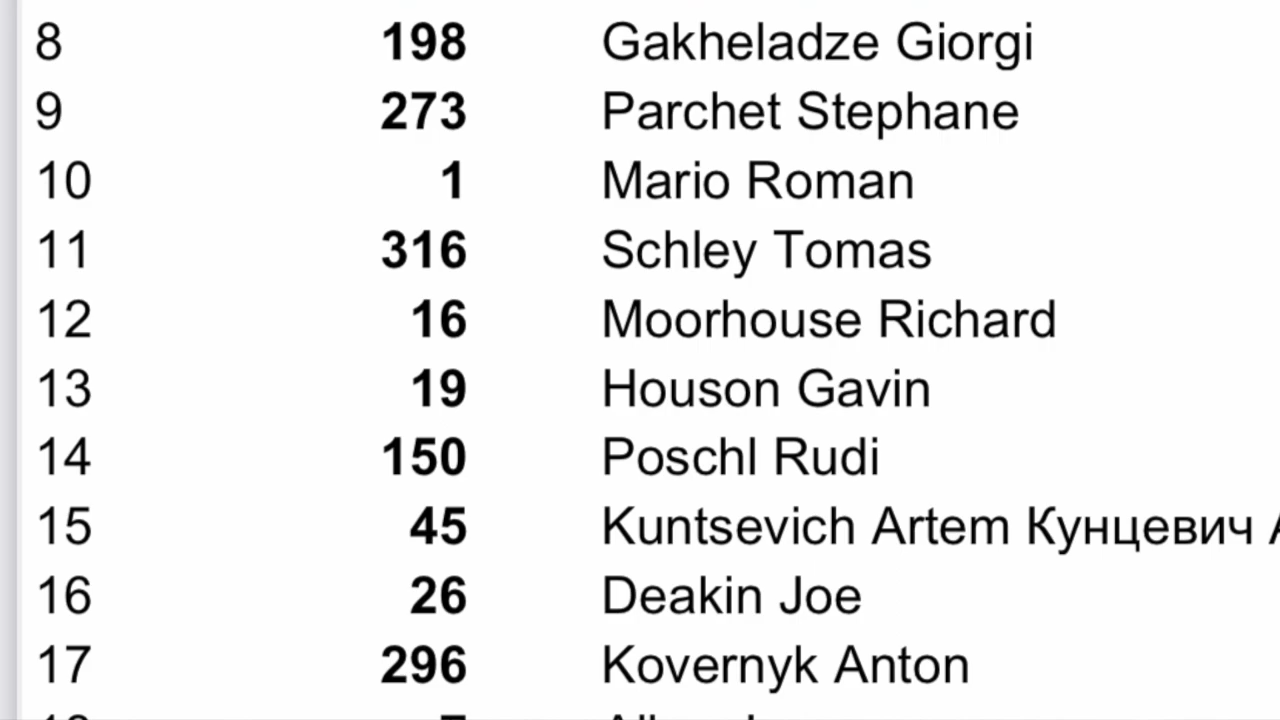 8 198 Gakheladze Giorgi
9 273 Parchet Stephane
10 1 Mario Roman
11 316 Schley Tomas
12 16 Moorhouse Richard
13 19 Houson Gavin
14 150 Poschl Rudi
15 45 Kuntsevich Artem Кунцевич
16 26 Deakin Joe
17 296 Kovernyk Anton